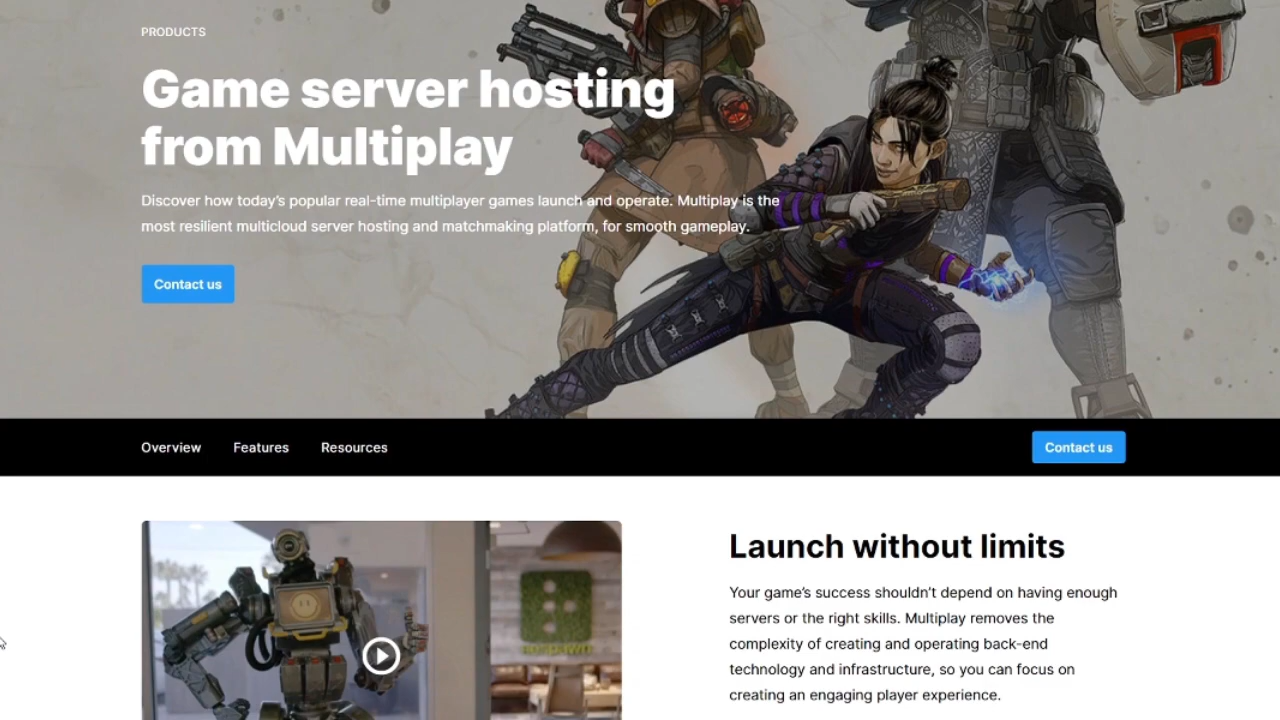 PRODUCTS
Game server hosting
from Multiplay
Discover how today's popular real-time multiplayer games launch and operate. Multiplay is the
most resilient multicloud server hosting and matchmaking platform, for smooth gameplay.
Contact us
Overview
Features
Resources
Contact us
Launch without limits
Your game's success shouldn't depend on having enough
servers or the right skills. Multiplay removes the
complexity of creating and operating back-end
technology and infrastructure, so you can focus on
creating an engaging player experience.